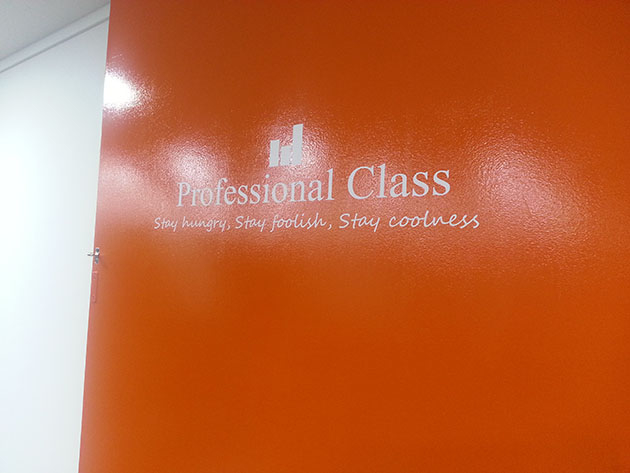 Professional Class
Stay hungry, Stay foolish, Stay coolness